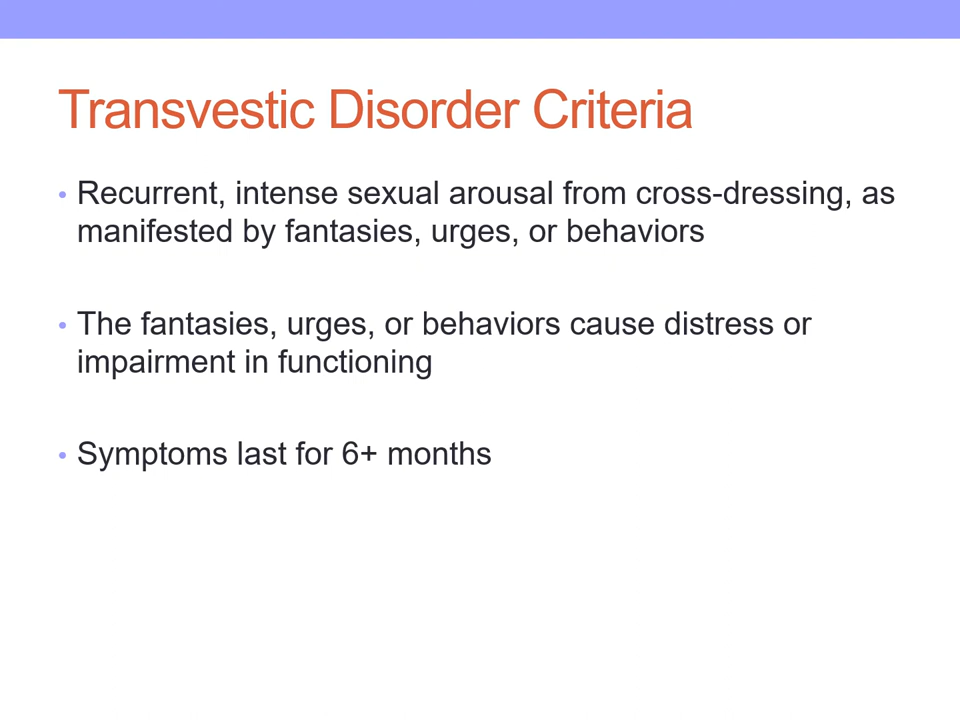 Transvestic Disorder Criteria
• Recurrent, intense sexual arousal from cross-dressing, as
manifested by fantasies, urges, or behaviors
• The fantasies, urges, or behaviors cause distress or
impairment in functioning
• Symptoms last for 6+ months